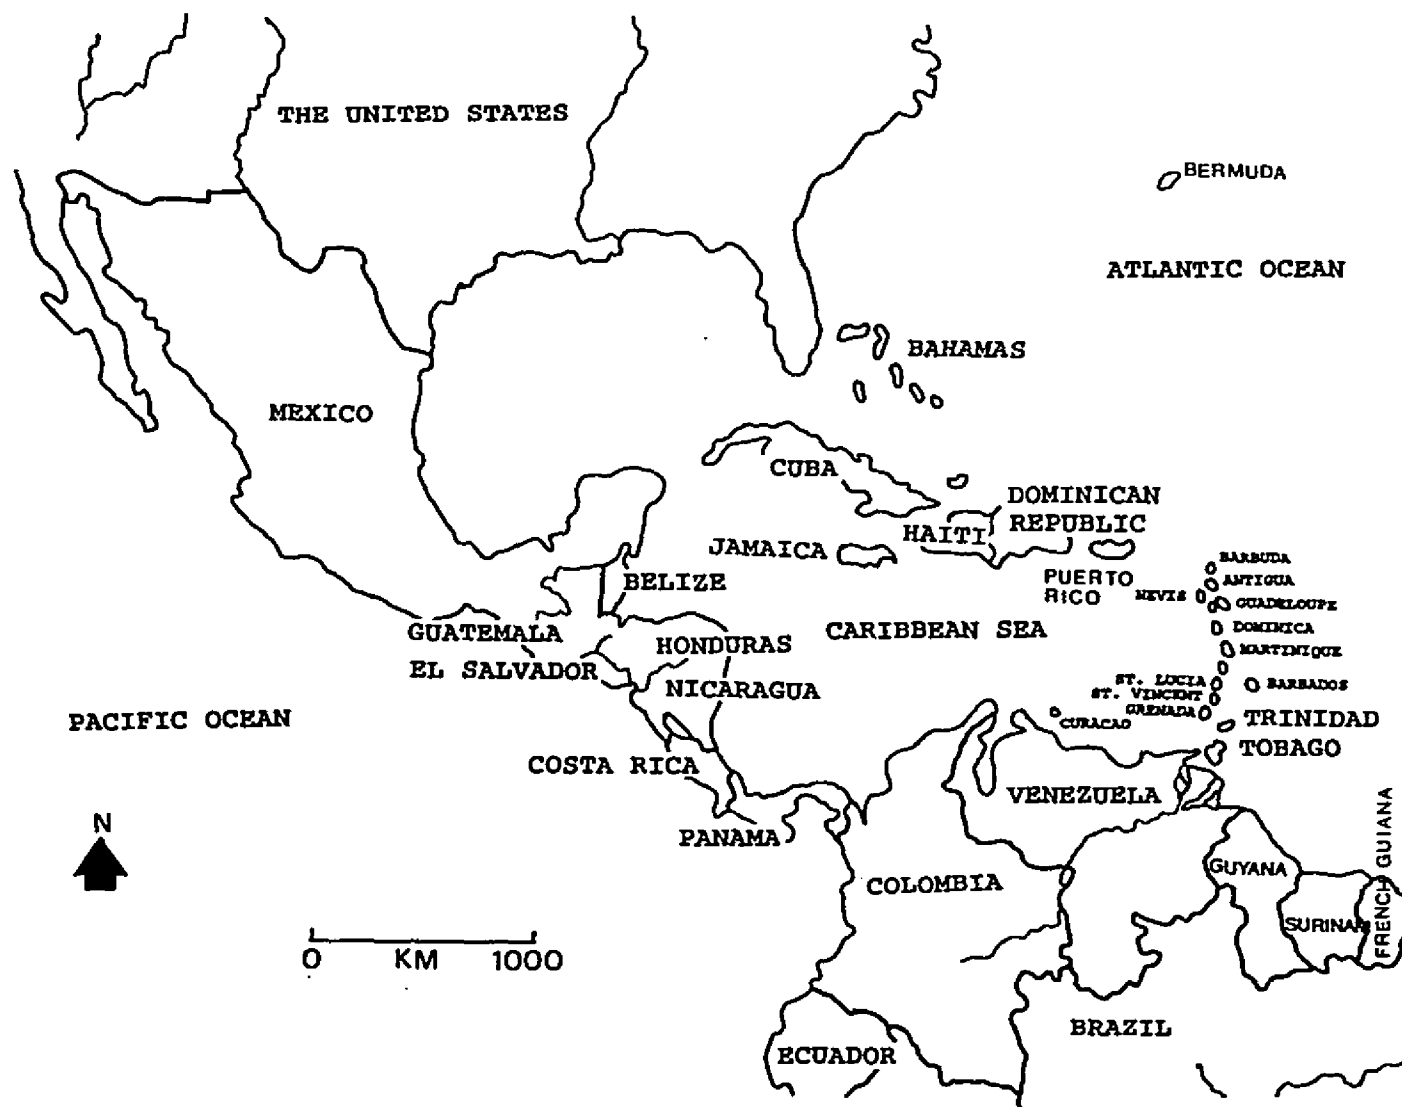 THE UNITED STATES
BERMUDA
ATLANTIC OCEAN
BAHAMAS
MEXICO
CUBA
DOMINICAN
REPUBLIC
HAITI
JAMAICA
BARBUDA
PUERTO
RICO
BELIZE
ANTIGUA
NEVIS
GUADELOUPE
GUATEMALA
CARIBBEAN SEA
DOMINICA
HONDURAS
MARTINIQUE
EL SALVADOR
NICARAGUA
ST. LUCIA
BARBADOS
ST. VINCENT
GRENADA
PACIFIC OCEAN
CURACAO
TRINIDAD
TOBAGO
COSTA RICA
VENEZUELA
N
PANAMA
COLOMBIA
GUYANA
SURINAM
FRENCH GUIANA
0 KM 1000
BRAZIL
ECUADOR